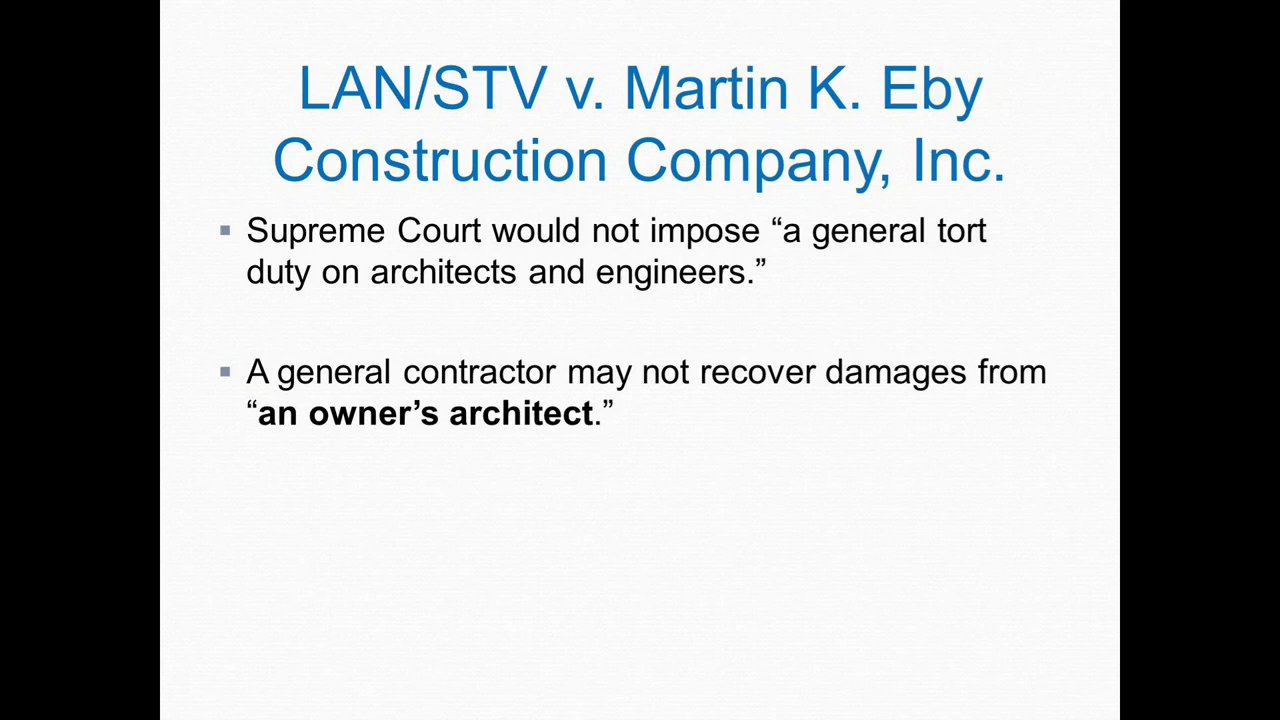 LAN/STV v. Martin K. Eby
Construction Company, Inc.
▪ Supreme Court would not impose “a general tort
duty on architects and engineers.”
▪ A general contractor may not recover damages from
“an owner’s architect.”